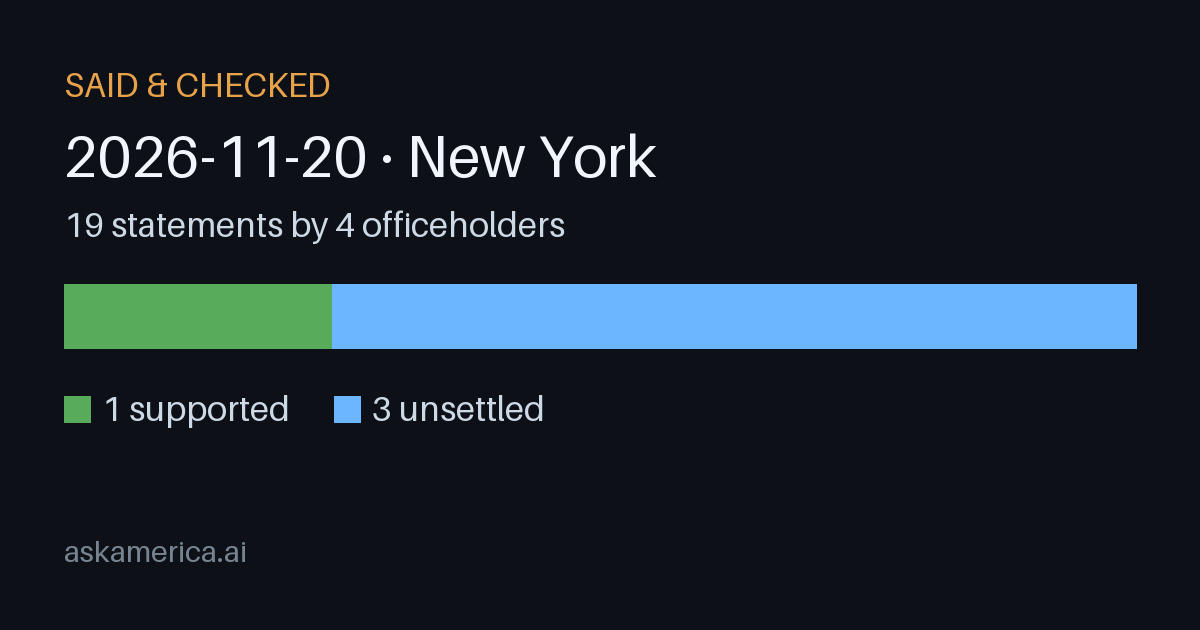 SAID & CHECKED
2026-11-20 · New York
19 statements by 4 officeholders
1 supported 3 unsettled
askamerica.ai